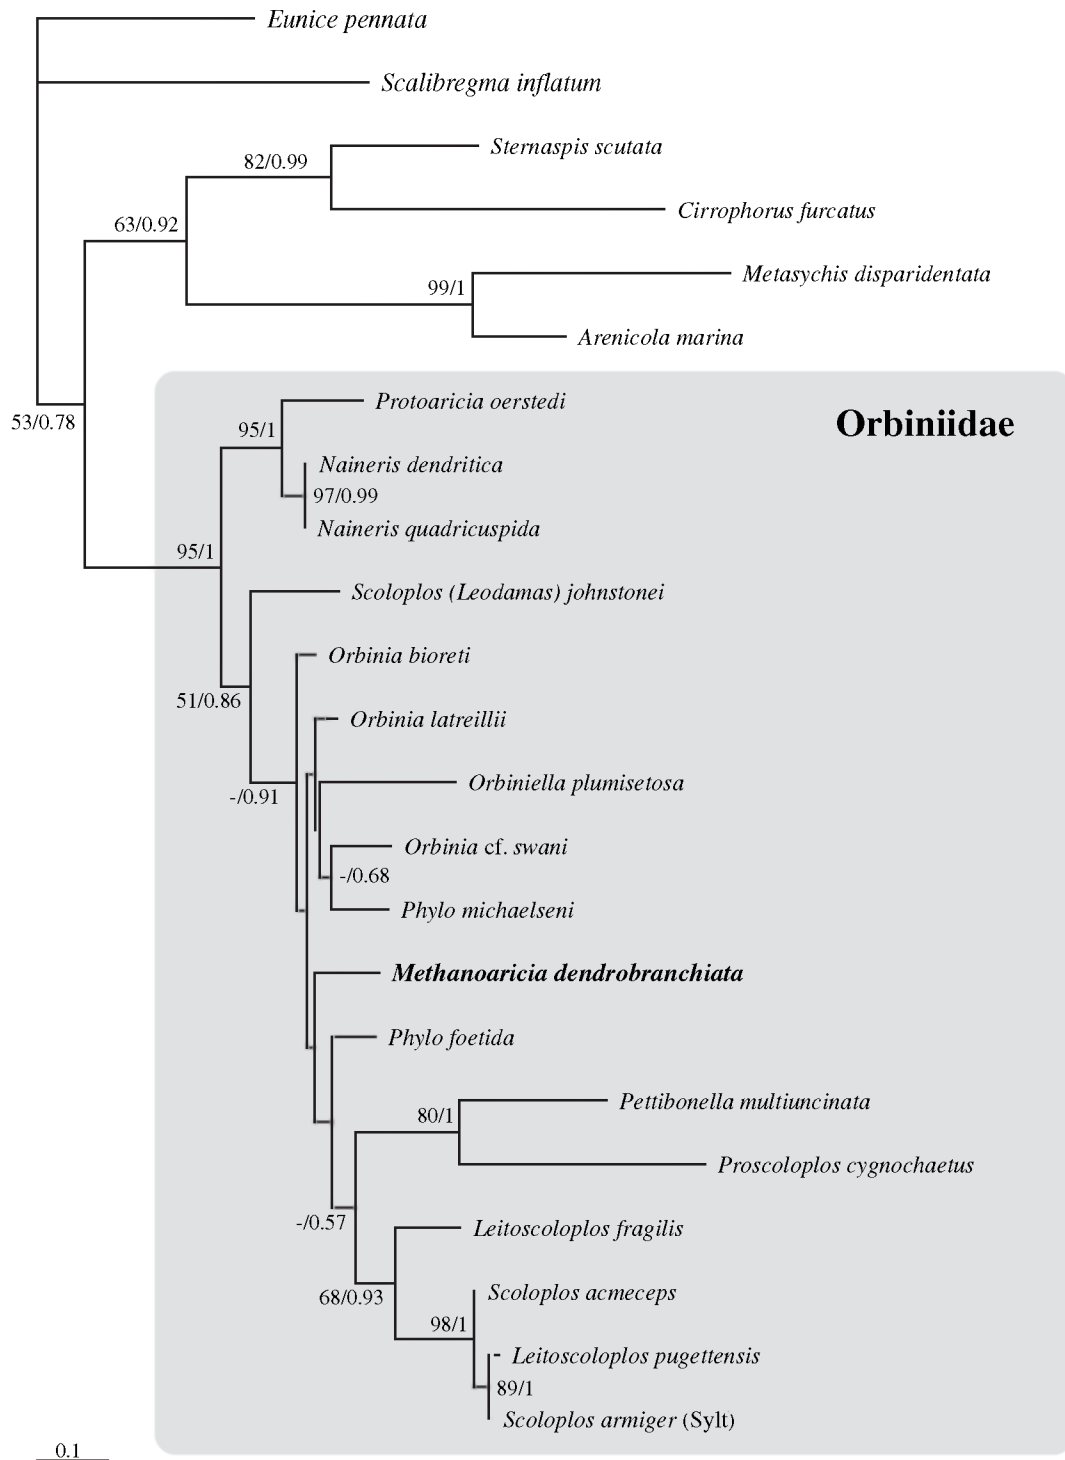 Eunice pennata
Scalibregma inflatum
Sternaspis scutata
82/0.99
Cirrophorus furcatus
63/0.92
Metasychis disparidentata
99/1
Arenicola marina
53/0.78
Orbiniidae
Protoaricia oerstedi
95/1
Naineris dendritica
97/0.99
Naineris quadricuspida
95/1
Scoloplos (Leodamas) johnstonei
Orbinia bioreti
51/0.86
Orbinia latreillii
Orbiniella plumisetosa
-/0.91
Orbinia cf. swani
-/0.68
Phylo michaelseni
Methanoaricia dendrobranchiata
Phylo foetida
Pettibonella multiuncinata
80/1
Proscoloplos cygnochaetus
-/0.57
Leitoscoloplos fragilis
68/0.93
Scoloplos acmeceps
98/1
Leitoscoloplos pugettensis
89/1
Scoloplos armiger (Sylt)
0.1